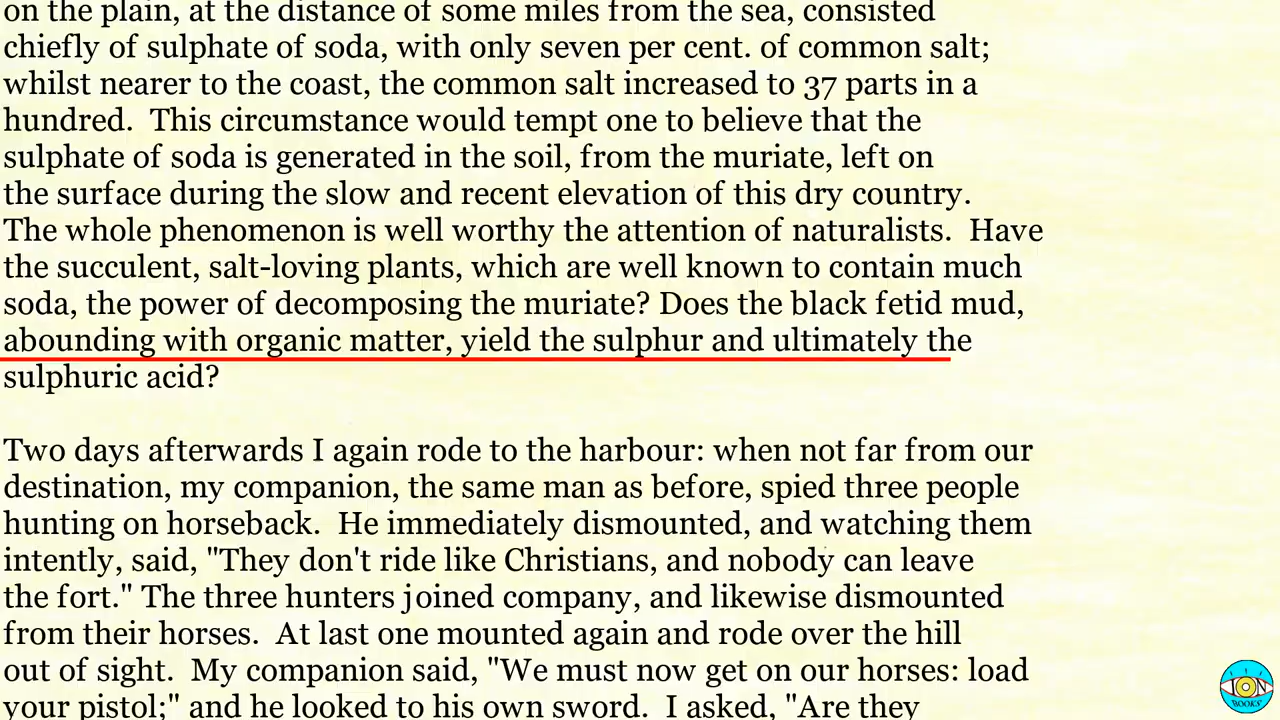 on the plain, at the distance of some miles from the sea, consisted
chiefly of sulphate of soda, with only seven per cent. of common salt;
whilst nearer to the coast, the common salt increased to 37 parts in a
hundred.  This circumstance would tempt one to believe that the
sulphate of soda is generated in the soil, from the muriate, left on
the surface during the slow and recent elevation of this dry country.
The whole phenomenon is well worthy the attention of naturalists.  Have
the succulent, salt-loving plants, which are well known to contain much
soda, the power of decomposing the muriate? Does the black fetid mud,
abounding with organic matter, yield the sulphur and ultimately the
sulphuric acid?

Two days afterwards I again rode to the harbour: when not far from our
destination, my companion, the same man as before, spied three people
hunting on horseback.  He immediately dismounted, and watching them
intently, said, "They don't ride like Christians, and nobody can leave
the fort." The three hunters joined company, and likewise dismounted
from their horses.  At last one mounted again and rode over the hill
out of sight.  My companion said, "We must now get on our horses: load
your pistol;" and he looked to his own sword.  I asked, "Are they
ION
BOOKS